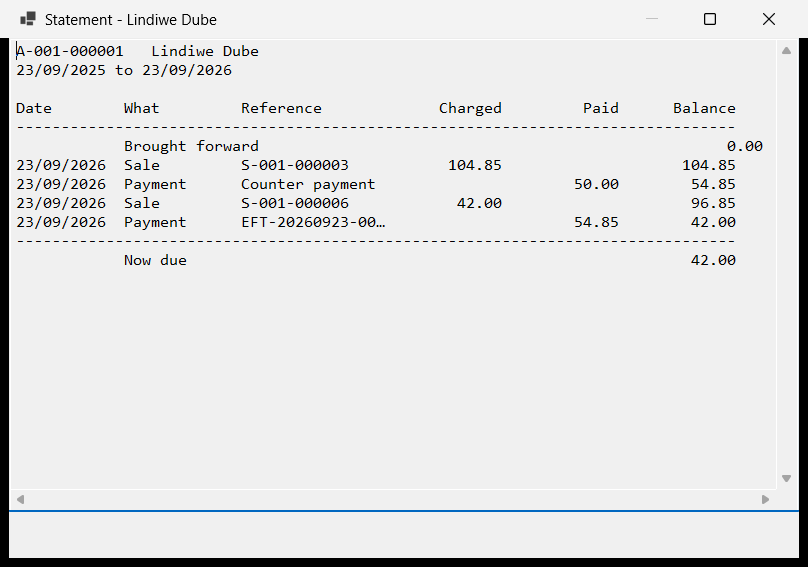 Statement - Lindiwe Dube
A-001-000001   Lindiwe Dube
23/09/2025 to 23/09/2026
Date        What         Reference             Charged         Paid      Balance
--------------------------------------------------------------------------------
            Brought forward                                                    0.00
23/09/2026  Sale         S-001-000003           104.85                    104.85
23/09/2026  Payment      Counter payment                      50.00        54.85
23/09/2026  Sale         S-001-000006            42.00                     96.85
23/09/2026  Payment      EFT-20260923-00…                     54.85        42.00
--------------------------------------------------------------------------------
            Now due                                                        42.00